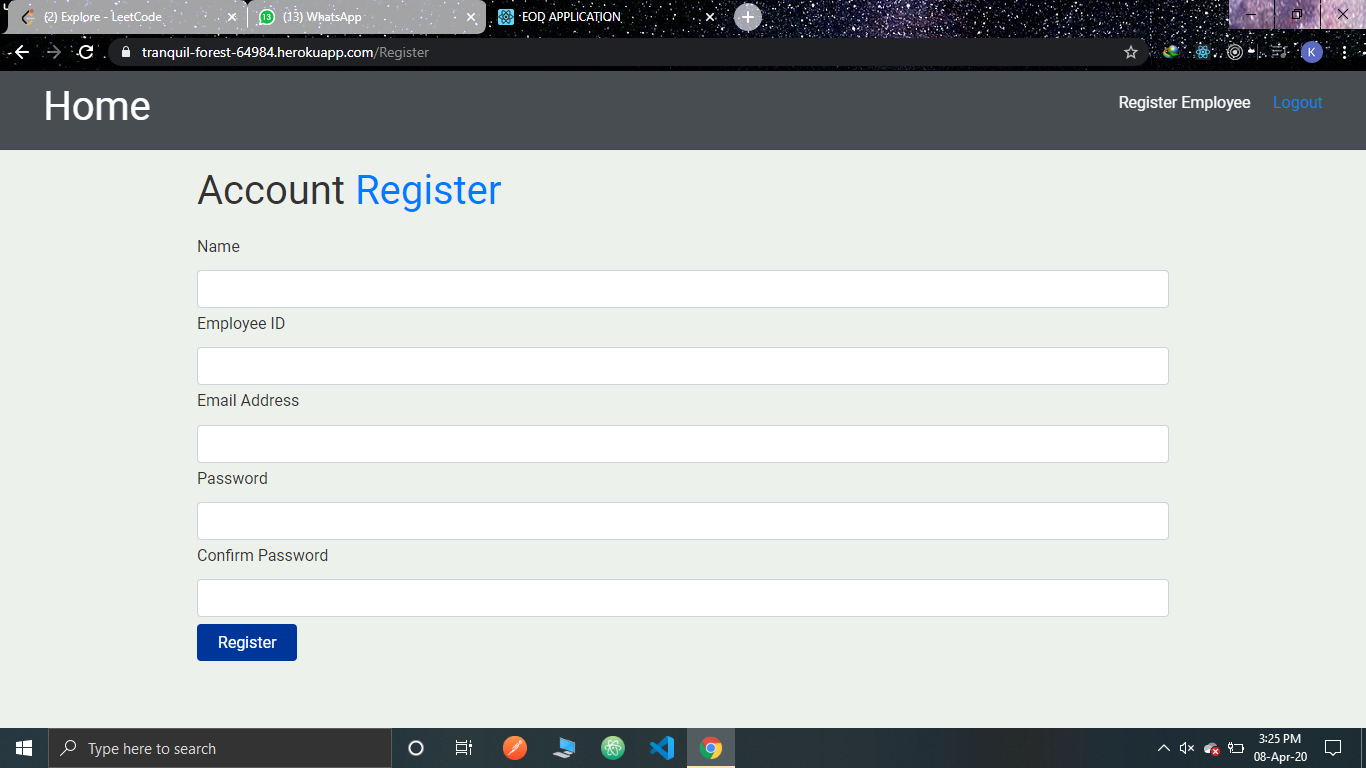 (2) Explore - LeetCode
(13) WhatsApp
EOD APPLICATION
tranquil-forest-64984.herokuapp.com/Register
K
Home
Register Employee
Logout
Account Register
Name
Employee ID
Email Address
Password
Confirm Password
Register
Type here to search
3:25 PM
08-Apr-20